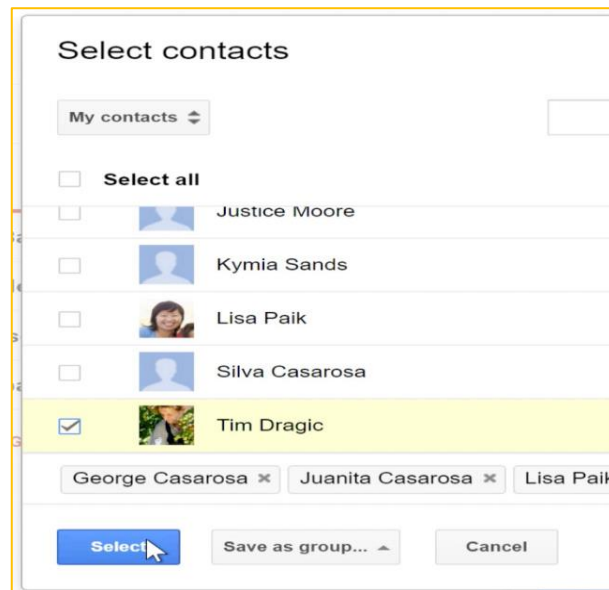 Select contacts
My contacts
Select all
Justice Moore
Kymia Sands
Lisa Paik
Silva Casarosa
Tim Dragic
George Casarosa × Juanita Casarosa × Lisa Paik
Select Save as group... Cancel